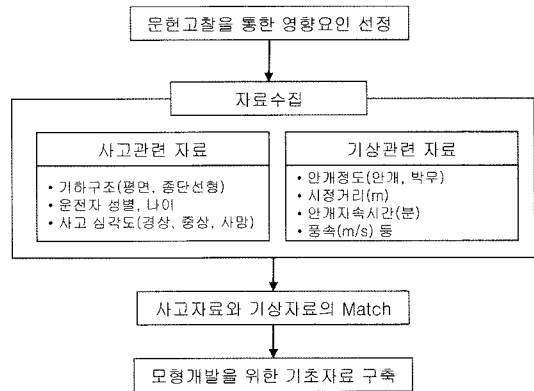 문헌고찰을 통한 영향요인 선정
자료수집
사고관련 자료
• 기하구조(평면, 종단선형)
• 운전자 성별, 나이
• 사고 심각도(경상, 중상, 사망)
기상관련 자료
• 안개정도(안개, 박무)
• 시정거리(m)
• 안개지속시간(분)
• 풍속(m/s) 등
사고자료와 기상자료의 Match
모형개발을 위한 기초자료 구축